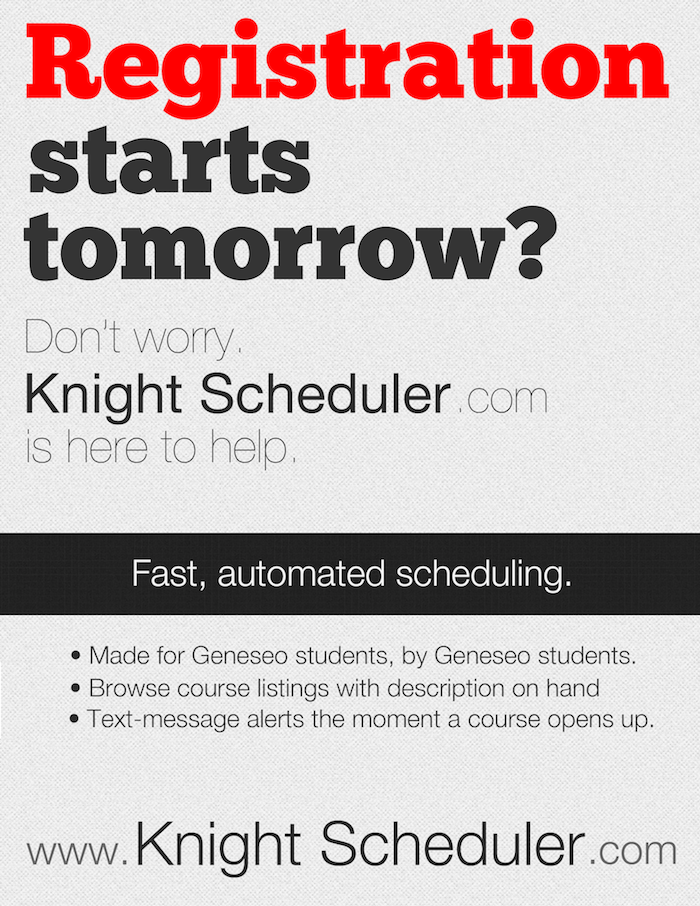 Registration
starts
tomorrow?
Don't worry.
Knight Scheduler.com
is here to help.
Fast, automated scheduling.
• Made for Geneseo students, by Geneseo students.
• Browse course listings with description on hand
• Text-message alerts the moment a course opens up.
www.Knight Scheduler.com